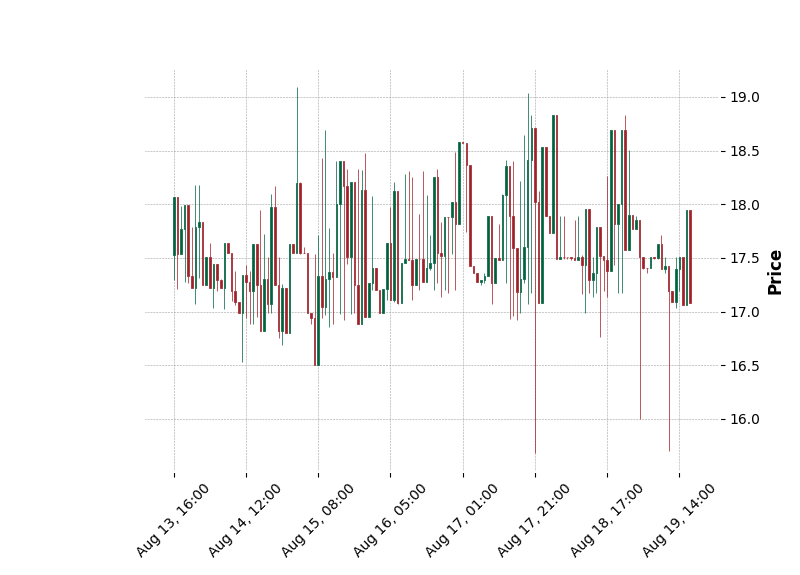 19.0
18.5
18.0
17.5
17.0
16.5
16.0
Price
Aug 13, 16:00
Aug 14, 12:00
Aug 15, 08:00
Aug 16, 05:00
Aug 17, 01:00
Aug 17, 21:00
Aug 18, 17:00
Aug 19, 14:00